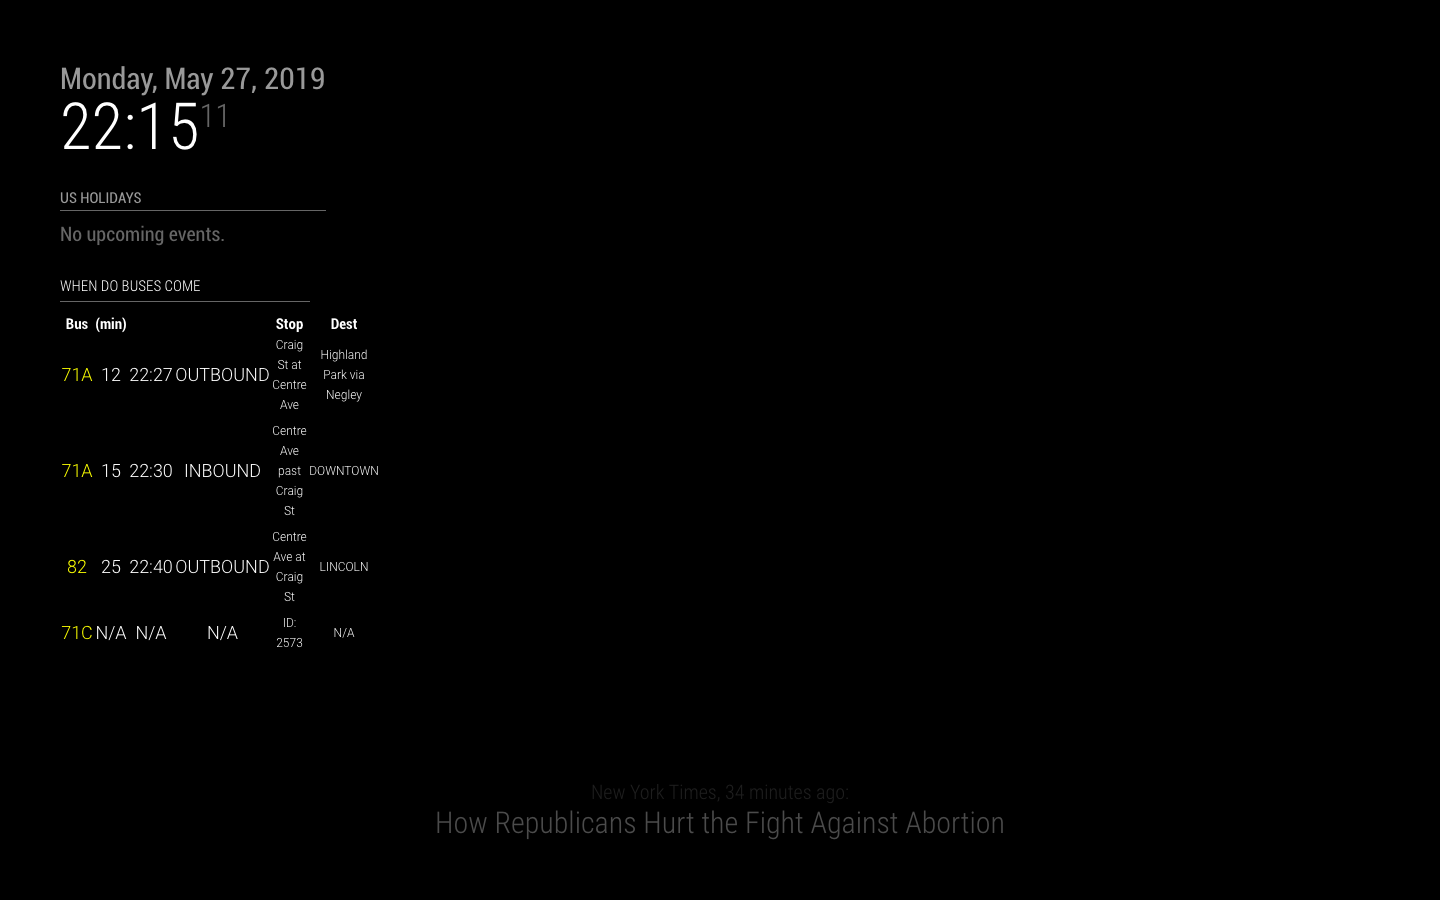 Monday, May 27, 2019
22:15 11
US HOLIDAYS
No upcoming events.
WHEN DO BUSES COME
Bus (min) Stop Dest
71A 12 22:27 OUTBOUND Craig St at Centre Ave Highland Park via Negley
71A 15 22:30 INBOUND Centre Ave past Craig St DOWNTOWN
82 25 22:40 OUTBOUND Centre Ave at Craig St LINCOLN
71C N/A N/A N/A ID: 2573 N/A
New York Times, 34 minutes ago:
How Republicans Hurt the Fight Against Abortion